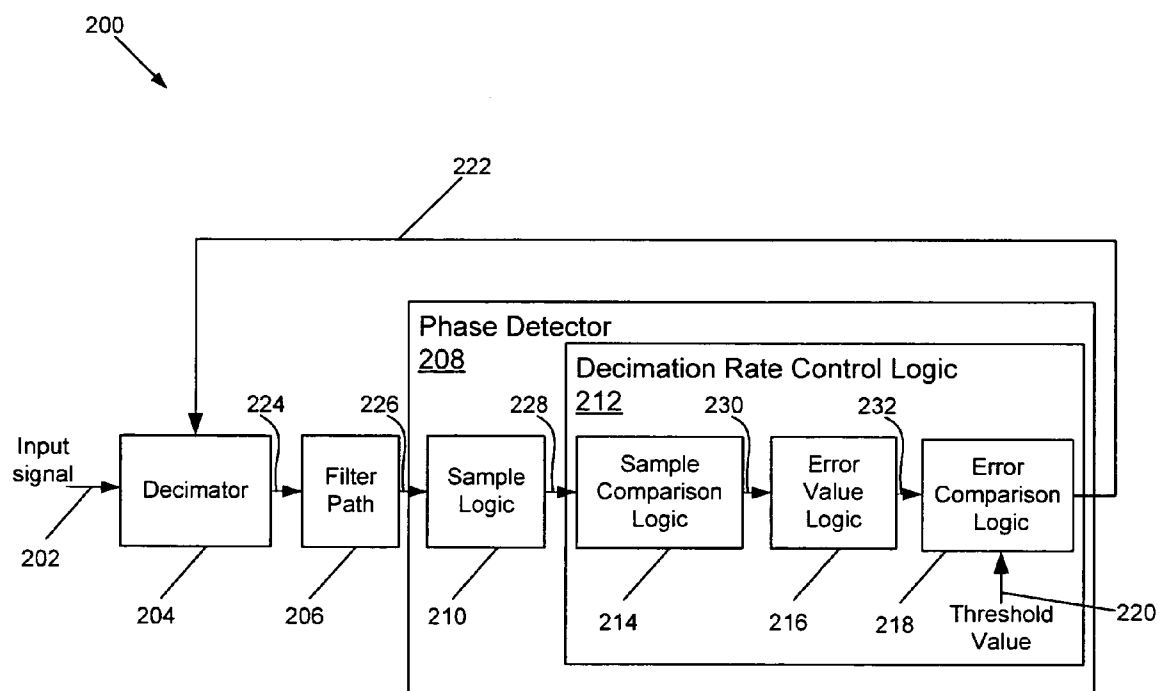 200
222
Phase Detector
208
Decimation Rate Control Logic
212
224
226
228
230
232
Input
signal
202
Decimator
204
Filter
Path
206
Sample
Logic
210
Sample
Comparison
Logic
214
Error
Value
Logic
216
Error
Comparison
Logic
218
Threshold
Value
220